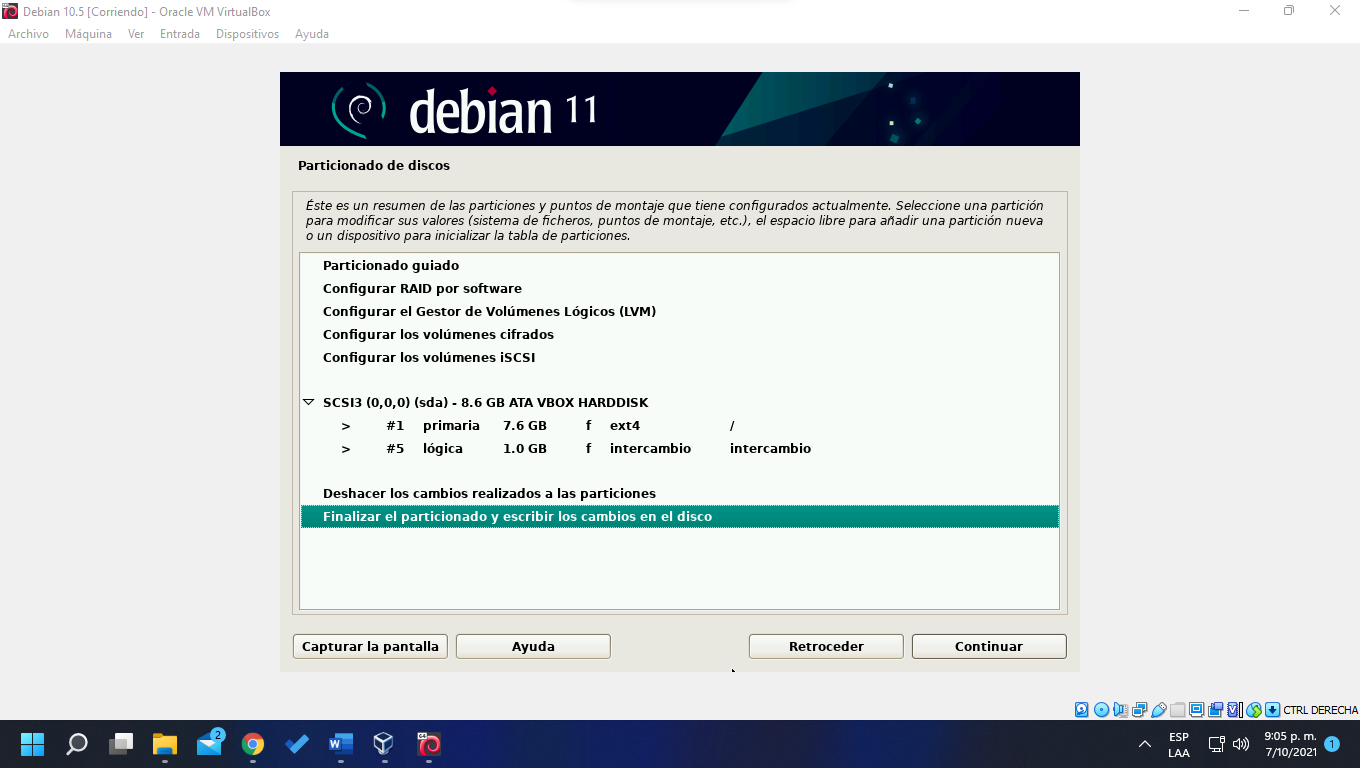 Debian 10.5 [Corriendo] - Oracle VM VirtualBox
Archivo Máquina Ver Entrada Dispositivos Ayuda
debian 11
Particionado de discos
Éste es un resumen de las particiones y puntos de montaje que tiene configurados actualmente. Seleccione una partición
para modificar sus valores (sistema de ficheros, puntos de montaje, etc.), el espacio libre para añadir una partición nueva
o un dispositivo para inicializar la tabla de particiones.
Particionado guiado
Configurar RAID por software
Configurar el Gestor de Volúmenes Lógicos (LVM)
Configurar los volúmenes cifrados
Configurar los volúmenes iSCSI
SCSI3 (0,0,0) (sda) - 8.6 GB ATA VBOX HARDDISK
> #1 primaria 7.6 GB f ext4 /
> #5 lógica 1.0 GB f intercambio intercambio
Deshacer los cambios realizados a las particiones
Finalizar el particionado y escribir los cambios en el disco
Capturar la pantalla Ayuda Retroceder Continuar
CTRL DERECHA
2
64
ESP
LAA
9:05 p. m.
7/10/2021
1